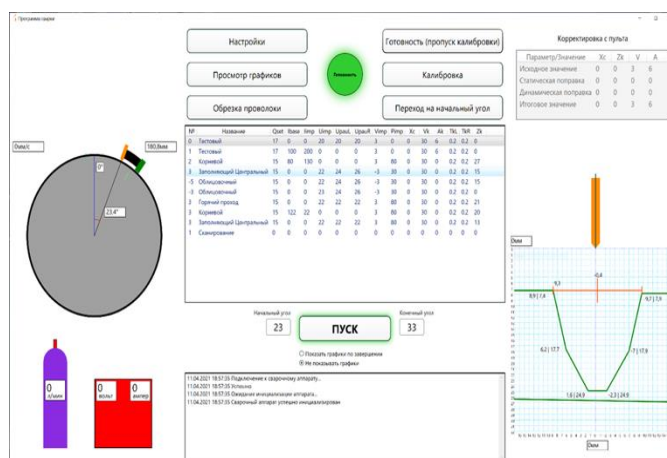 Программа сварки
Настройки
Готовность (пропуск калибровки)
Просмотр графиков
Готовность
Калибровка
Обрезка проволоки
Переход на начальный угол
Корректировка с пульта
Параметр/Значение Xc Zk V A
Исходное значение 0 0 3 6
Статическая поправка 0 0 0 0
Динамическая поправка 0 0 0 0
Итоговое значение 0 0 3 6
0мм/с
180,0мм
0°
23,4°
№ Название Qset Ibase Iimp Uimp UpauL UpauR Vimp Pimp Xc Vk Ak TkL TkR Zk
0 Тестовый 17 0 0 20 20 20 3 0 0 30 6 0.2 0.2 0
1 Тестовый 17 100 200 0 0 0 3 0 0 30 6 0.2 0.2 0
2 Корневой 15 80 130 0 0 0 3 80 0 30 0 0.2 0.2 27
3 Заполняющий Центральный 15 0 0 22 24 26 -3 30 0 30 0 0.2 0.2 15
-5 Облицовочный 15 0 0 22 24 26 -3 30 0 30 0 0.2 0.2 15
-3 Облицовочный 15 0 0 23 24 26 -3 30 0 30 0 0.2 0.2 0
3 Горячий проход 15 0 0 22 22 22 3 80 0 30 0 0.2 0.2 21
3 Корневой 15 122 22 0 0 0 3 80 0 30 0 0.2 0.2 20
3 Заполняющий Центральный 15 0 0 22 22 22 3 80 0 30 0 0.2 0.2 13
1 Сканирование 0 0 0 0 0 0 0 0 0 0 0 0 0 0
Начальный угол
23
ПУСК
Конечный угол
33
Показать графики по завершении
Не показывать графики
0
л/мин
0
вольт
0
ампер
11.04.2021 18:57:35 Подключение к сварочному аппарату...
11.04.2021 18:57:35 Успешно
11.04.2021 18:57:35 Ожидание инициализации аппарата...
11.04.2021 18:57:35 Сварочный аппарат успешно инициализирован
0мм
9,3
-0,4
8,9 | 7,4
-9,7 | 7,9
6,2 | 17,7
-7 | 17,9
1,6 | 24,9
-2,3 | 24,9
0мм